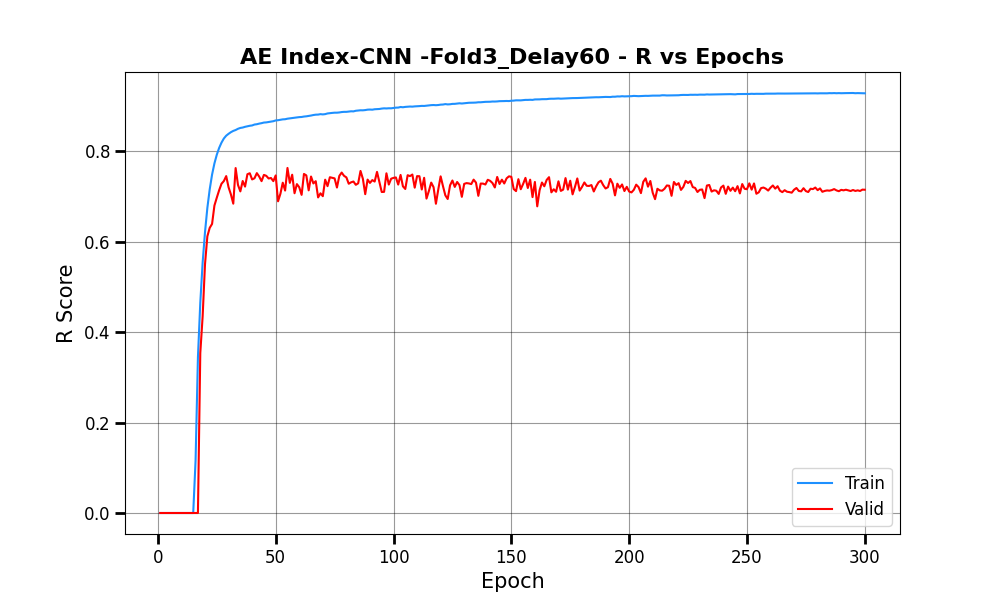 AE Index-CNN -Fold3_Delay60 - R vs Epochs
R Score
0.8
0.6
0.4
0.2
0.0
0 50 100 150 200 250 300
Epoch
Train
Valid